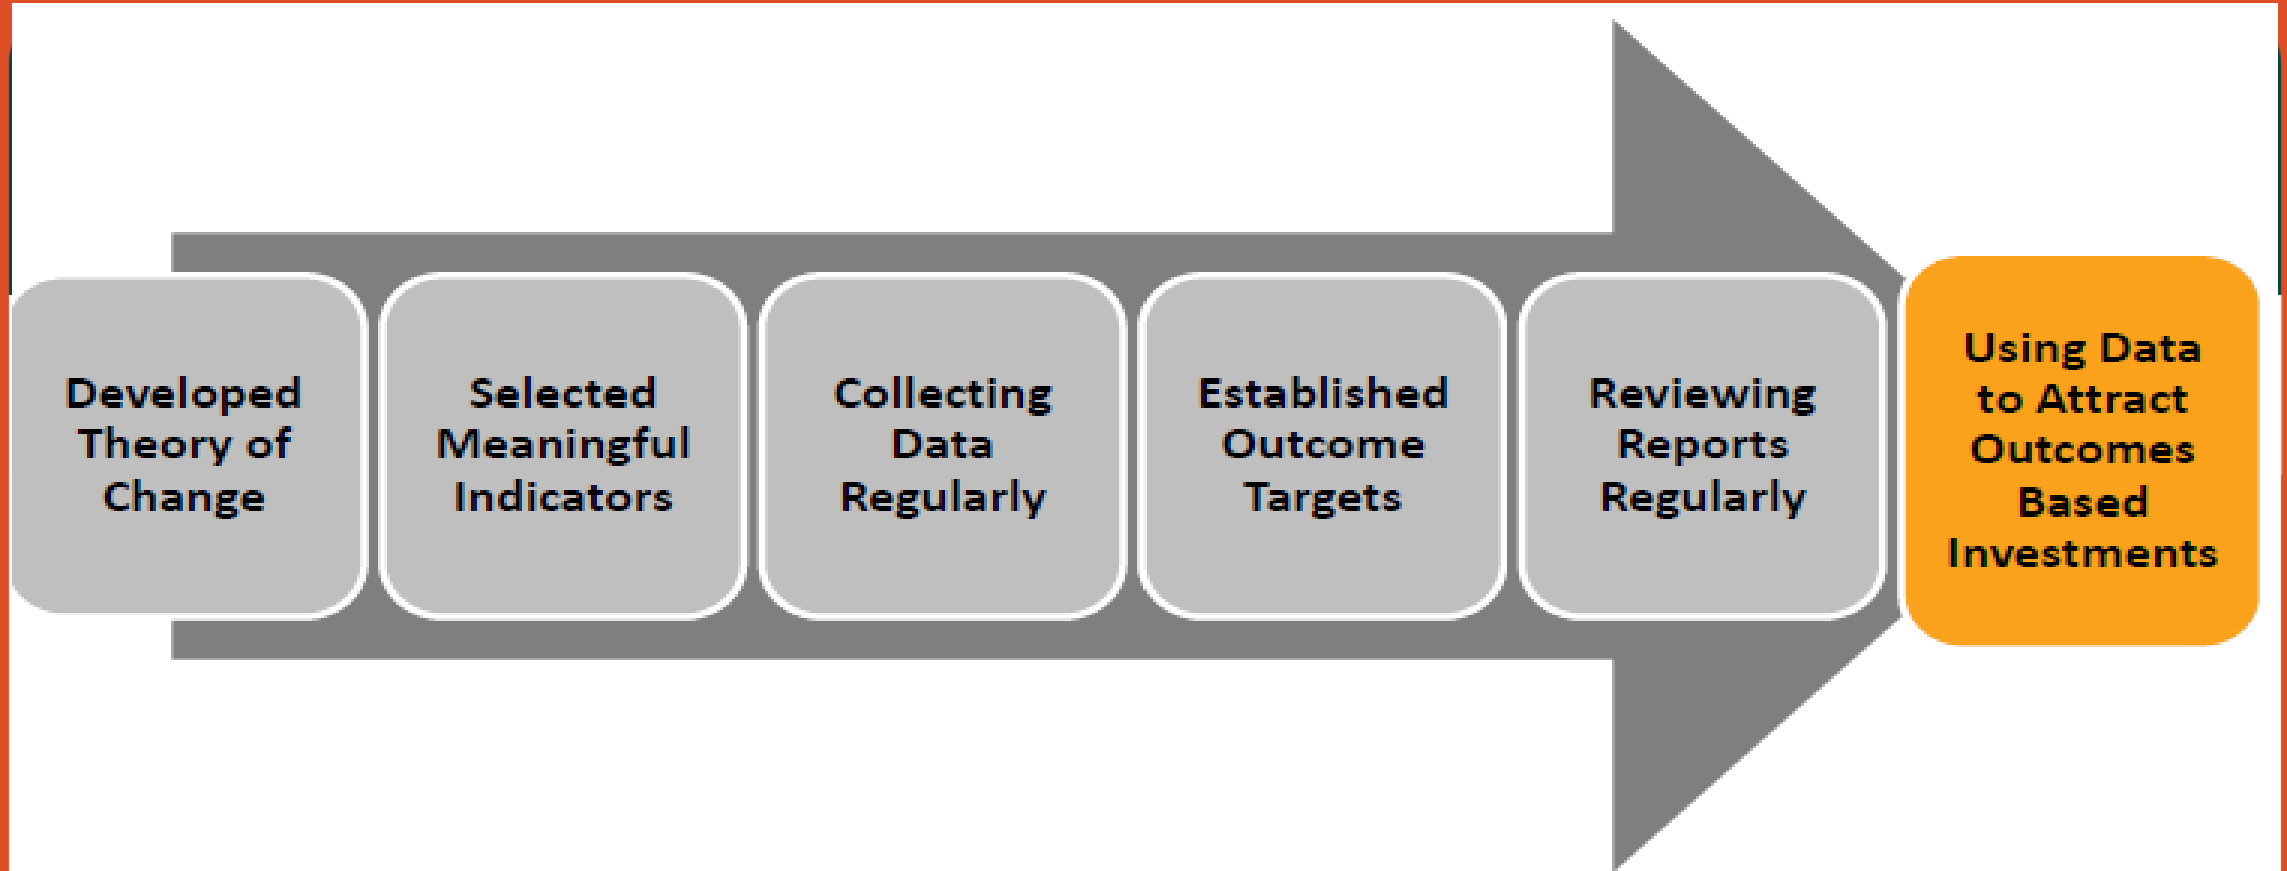 Developed
Theory of
Change
Selected
Meaningful
Indicators
Collecting
Data
Regularly
Established
Outcome
Targets
Reviewing
Reports
Regularly
Using Data
to Attract
Outcomes
Based
Investments